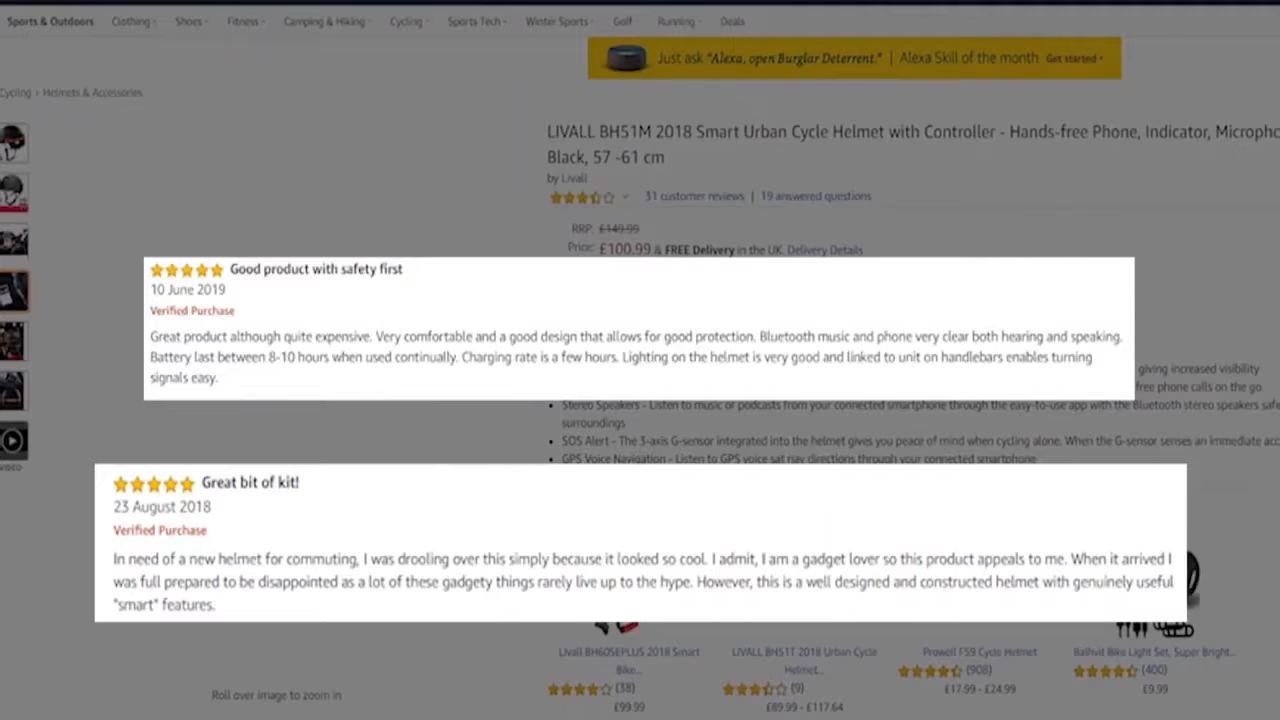 Sports & Outdoors Clothing Shoes Fitness Camping & Hiking Cycling Sports Tech Winter Sports Golf Running Deals
Just ask "Alexa, open Burglar Deterrent." | Alexa Skill of the month Get started ›
Cycling › Helmets & Accessories
LIVALL BH51M 2018 Smart Urban Cycle Helmet with Controller - Hands-free Phone, Indicator, Micropho
Black, 57 -61 cm
by Livall
31 customer reviews | 19 answered questions
RRP: £149.99
Price: £100.99 & FREE Delivery in the UK. Delivery Details
Good product with safety first
10 June 2019
Verified Purchase
Great product although quite expensive. Very comfortable and a good design that allows for good protection. Bluetooth music and phone very clear both hearing and speaking.
Battery last between 8-10 hours when used continually. Charging rate is a few hours. Lighting on the helmet is very good and linked to unit on handlebars enables turning
signals easy.
giving increased visibility
free phone calls on the go
• Stereo Speakers - Listen to music or podcasts from your connected smartphone through the easy-to-use app with the Bluetooth stereo speakers safe
surroundings
• SOS Alert - The 3-axis G-sensor integrated into the helmet gives you peace of mind when cycling alone. When the G-sensor senses an immediate acc
• GPS Voice Navigation - Listen to GPS voice sat nav directions through your connected smartphone
Great bit of kit!
23 August 2018
Verified Purchase
In need of a new helmet for commuting, I was drooling over this simply because it looked so cool. I admit, I am a gadget lover so this product appeals to me. When it arrived I
was full prepared to be disappointed as a lot of these gadgety things rarely live up to the hype. However, this is a well designed and constructed helmet with genuinely useful
"smart" features.
Livall BH60SEPLUS 2018 Smart
Bike...
(38)
£99.99
LIVALL BH51T 2018 Urban Cycle
Helmet...
(9)
£89.99 - £117.64
Prowell F59 Cycle Helmet
(908)
£17.99 - £24.99
Balhvit Bike Light Set, Super Bright...
(400)
£9.99
Roll over image to zoom in